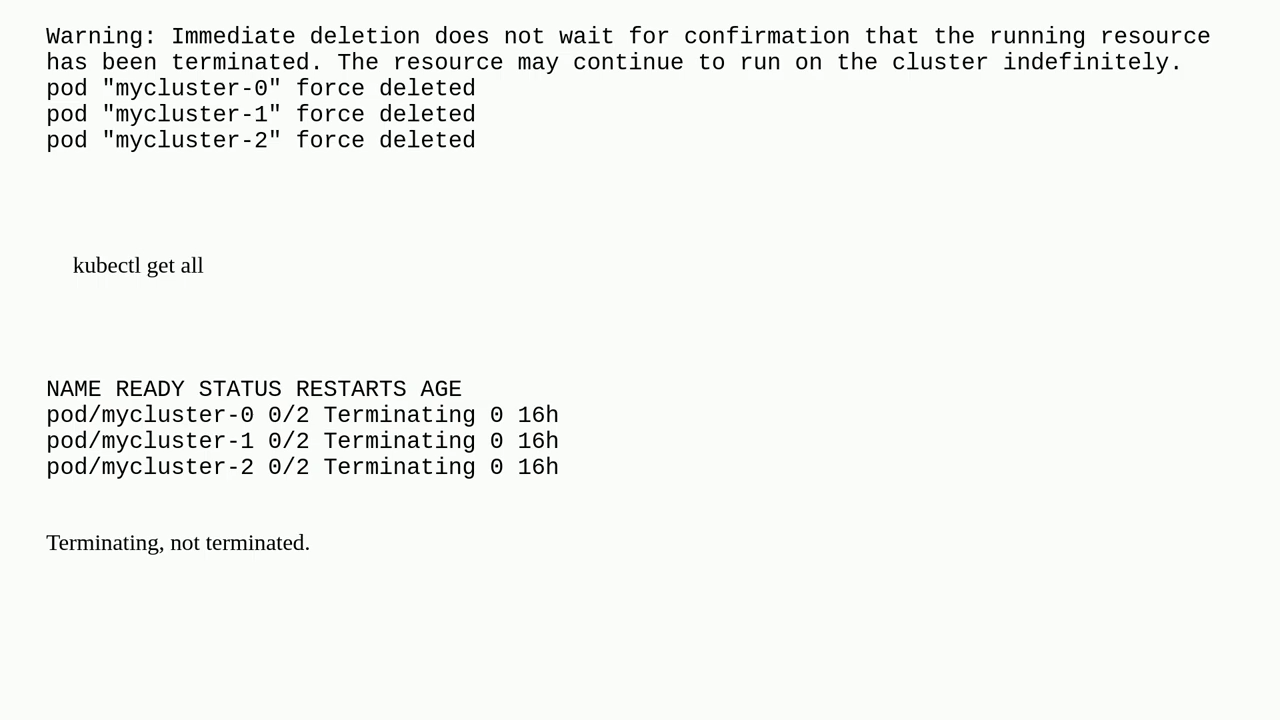 Warning: Immediate deletion does not wait for confirmation that the running resource
has been terminated. The resource may continue to run on the cluster indefinitely.
pod "mycluster-0" force deleted
pod "mycluster-1" force deleted
pod "mycluster-2" force deleted
kubectl get all
NAME READY STATUS RESTARTS AGE
pod/mycluster-0 0/2 Terminating 0 16h
pod/mycluster-1 0/2 Terminating 0 16h
pod/mycluster-2 0/2 Terminating 0 16h
Terminating, not terminated.